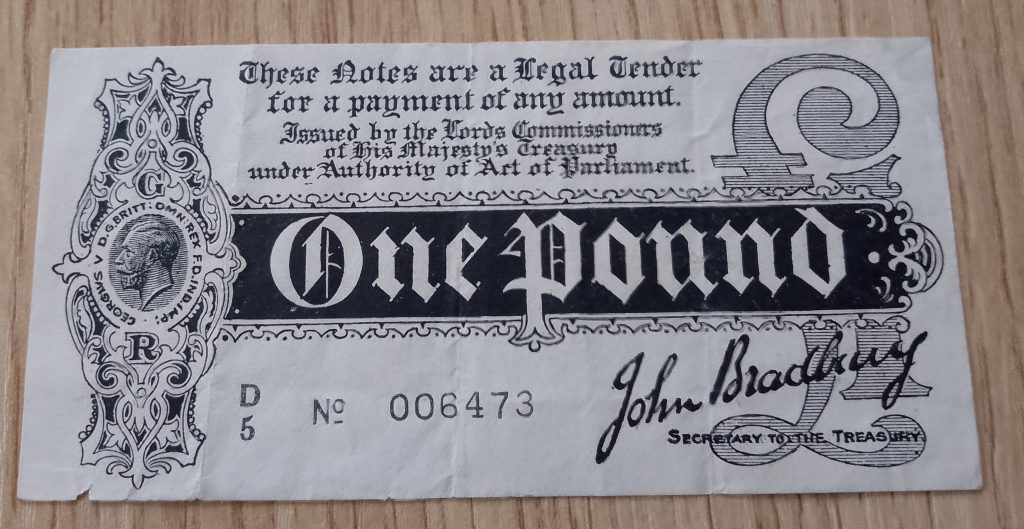 These Notes are a Legal Tender
for a payment of any amount.
Issued by the Lords Commissioners
of His Majesty's Treasury
under Authority of Act of Parliament.
£
One Pound
G
GEORGIVS V D.G.BRITT: OMN: REX F.D. IND: IMP:
R
D
5
No 006473
John Bradbury
SECRETARY TO THE TREASURY.
£1